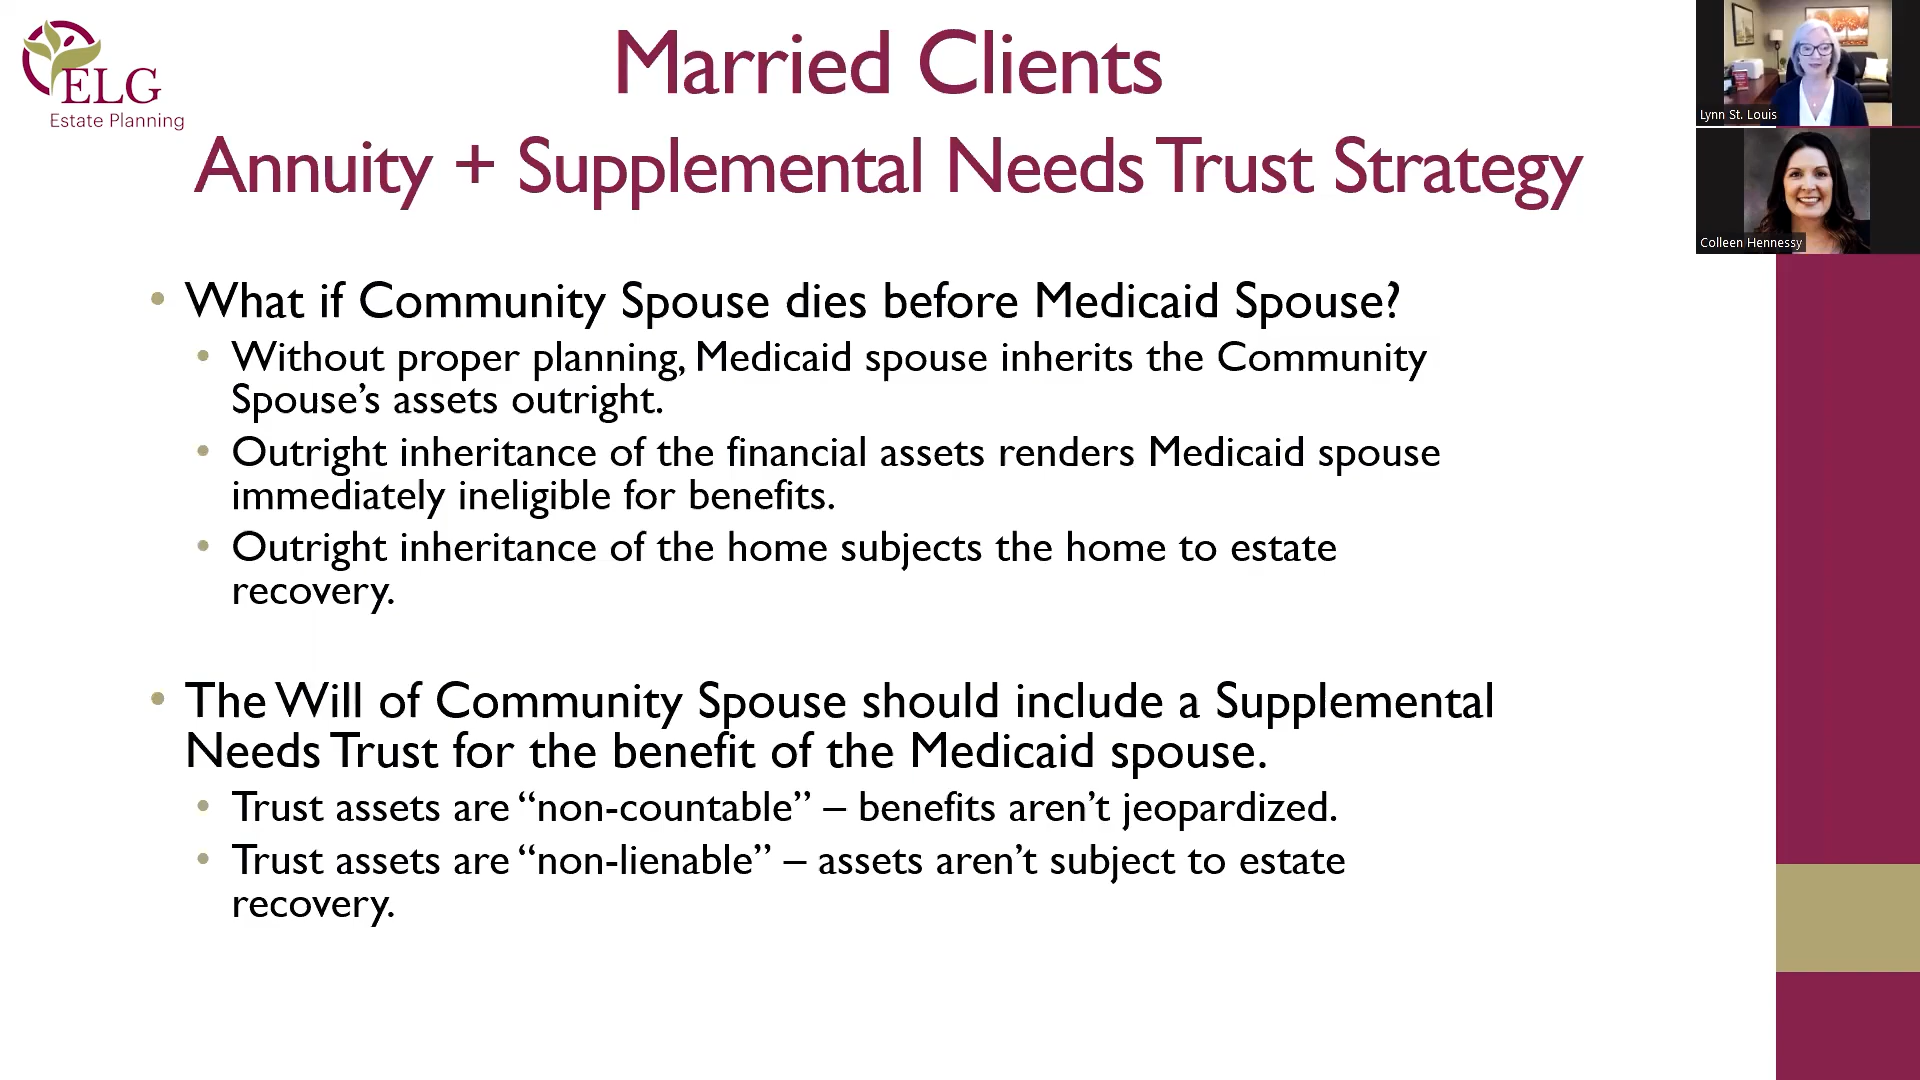 ELG
Estate Planning
Married Clients
Annuity + Supplemental Needs Trust Strategy
• What if Community Spouse dies before Medicaid Spouse?
• Without proper planning, Medicaid spouse inherits the Community
Spouse’s assets outright.
• Outright inheritance of the financial assets renders Medicaid spouse
immediately ineligible for benefits.
• Outright inheritance of the home subjects the home to estate
recovery.
• The Will of Community Spouse should include a Supplemental
Needs Trust for the benefit of the Medicaid spouse.
• Trust assets are “non-countable” – benefits aren’t jeopardized.
• Trust assets are “non-lienable” – assets aren’t subject to estate
recovery.
Lynn St. Louis
Colleen Hennessy